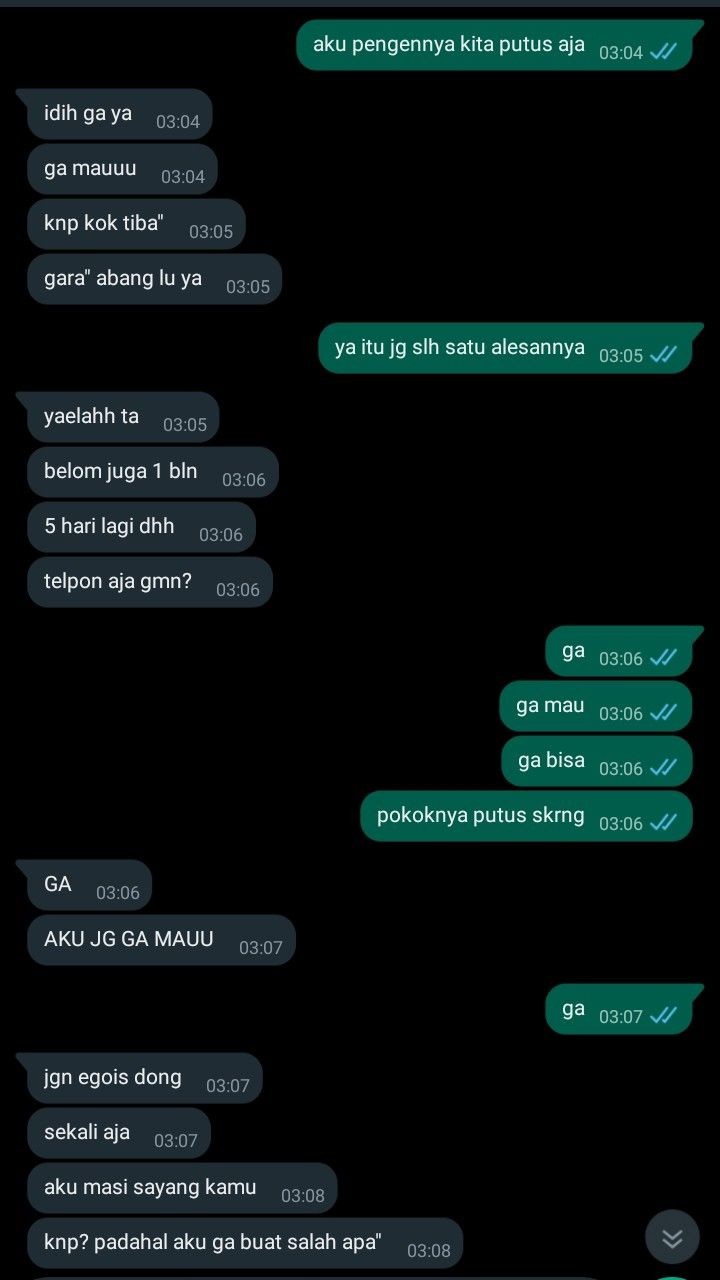 aku pengennya kita putus aja 03:04
idih ga ya 03:04
ga mauuu 03:04
knp kok tiba" 03:05
gara" abang lu ya 03:05
ya itu jg slh satu alesannya 03:05
yaelahh ta 03:05
belom juga 1 bln 03:06
5 hari lagi dhh 03:06
telpon aja gmn? 03:06
ga 03:06
ga mau 03:06
ga bisa 03:06
pokoknya putus skrng 03:06
GA 03:06
AKU JG GA MAUU 03:07
ga 03:07
jgn egois dong 03:07
sekali aja 03:07
aku masi sayang kamu 03:08
knp? padahal aku ga buat salah apa" 03:08